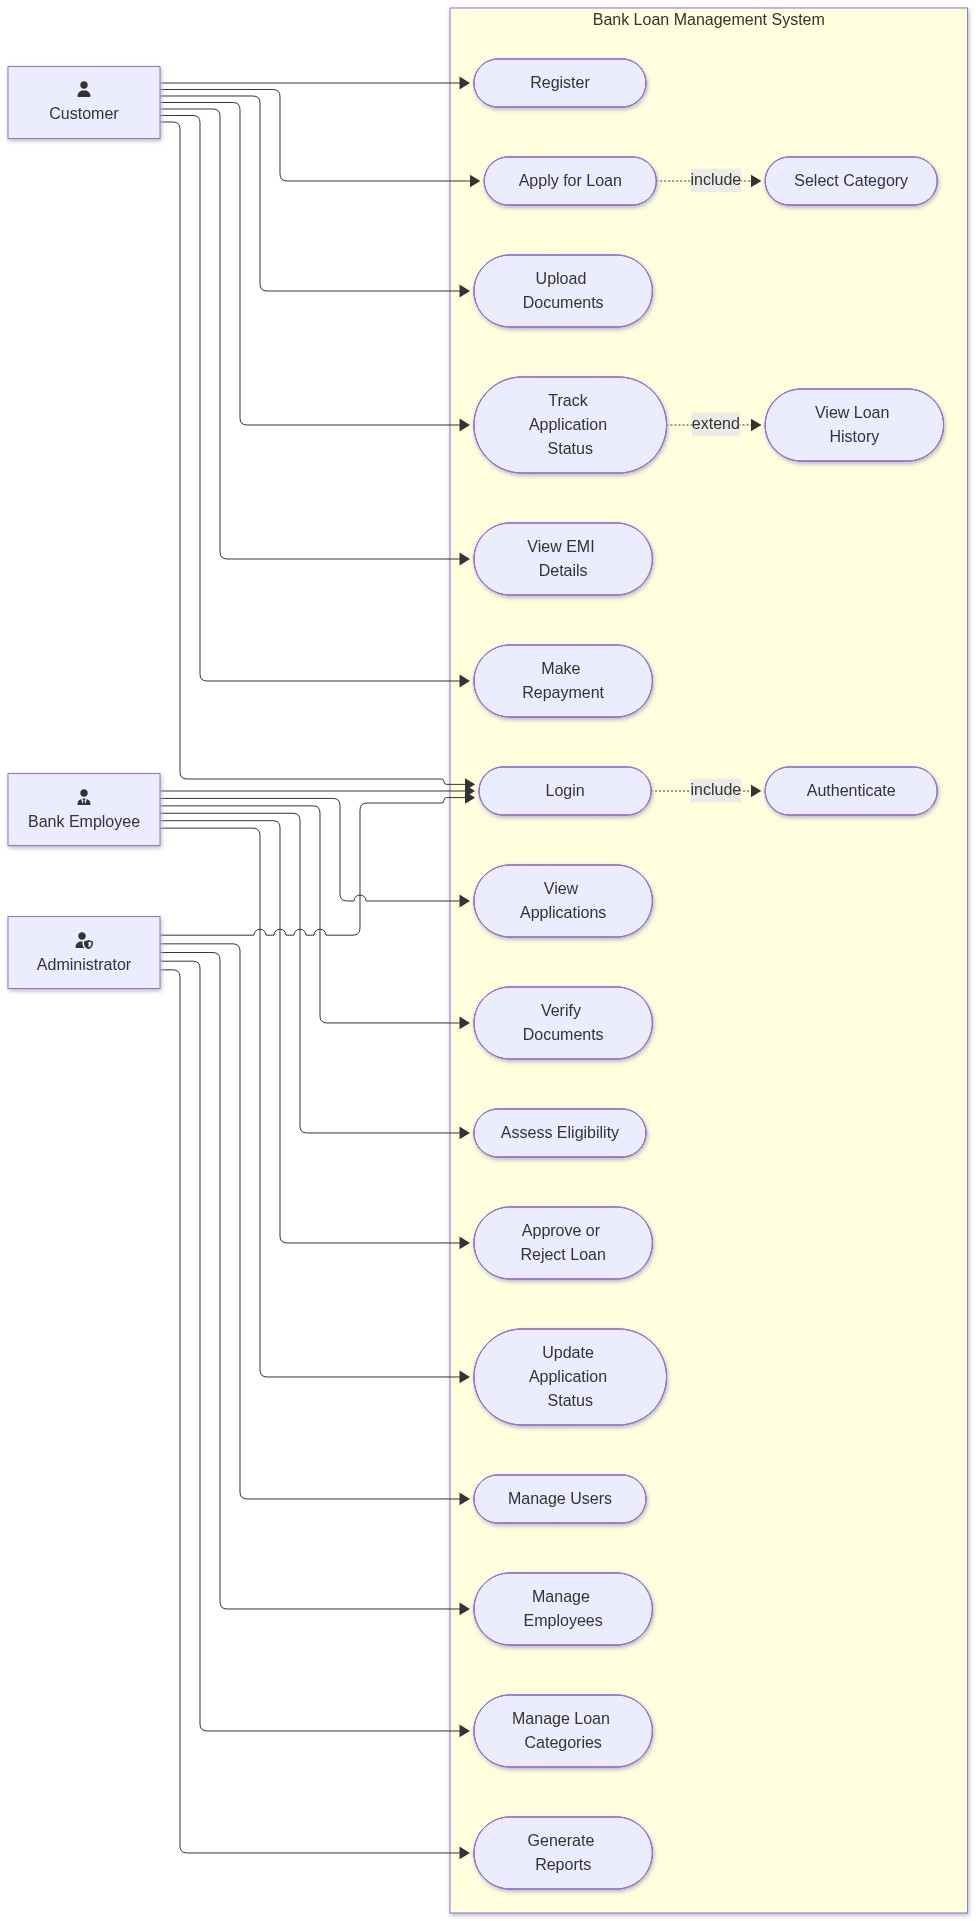 Bank Loan Management System
Customer
Register
Apply for Loan
include
Select Category
Upload
Documents
Track
Application
Status
extend
View Loan
History
View EMI
Details
Make
Repayment
Bank Employee
Login
include
Authenticate
View
Applications
Administrator
Verify
Documents
Assess Eligibility
Approve or
Reject Loan
Update
Application
Status
Manage Users
Manage
Employees
Manage Loan
Categories
Generate
Reports